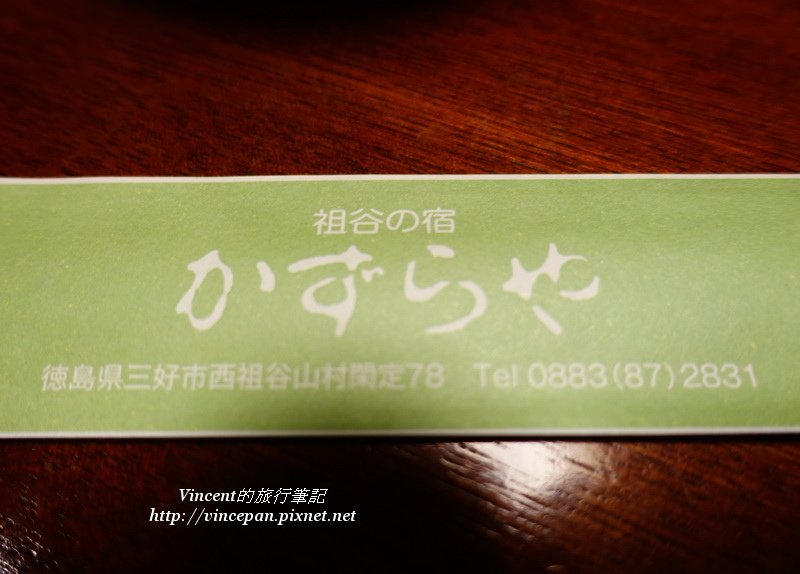 祖谷の宿
かずらや
徳島県三好市西祖谷山村閑定78 Tel 0883(87)2831
Vincent的旅行筆記
http://vincepan.pixnet.net